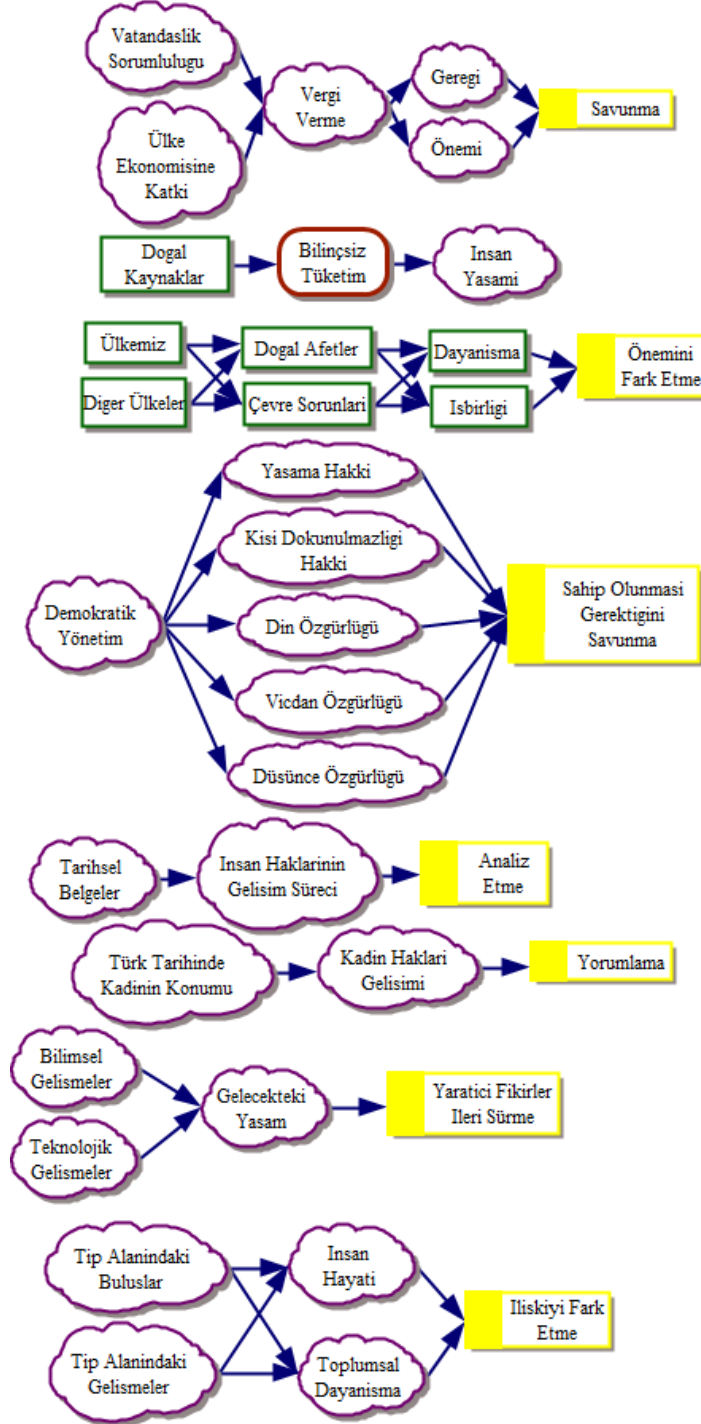 Vatandaslik
Sorumlulugu
Ülke
Ekonomisine
Katki
Vergi
Verme
Geregi
Önemi
Savunma
Dogal
Kaynaklar
Bilinçsiz
Tüketim
Insan
Yasami
Ülkemiz
Diger Ülkeler
Dogal Afetler
Çevre Sorunlari
Dayanisma
Isbirligi
Önemini
Fark Etme
Demokratik
Yönetim
Yasama Hakki
Kisi Dokunulmazligi
Hakki
Din Özgürlügü
Vicdan Özgürlügü
Düsünce Özgürlügü
Sahip Olunmasi
Gerektigini
Savunma
Tarihsel
Belgeler
Insan Haklarinin
Gelisim Süreci
Analiz
Etme
Türk Tarihinde
Kadinin Konumu
Kadin Haklari
Gelisimi
Yorumlama
Bilimsel
Gelismeler
Teknolojik
Gelismeler
Gelecekteki
Yasam
Yaratici Fikirler
Ileri Sürme
Tip Alanindaki
Buluslar
Tip Alanindaki
Gelismeler
Insan
Hayati
Toplumsal
Dayanisma
Iliskiyi Fark
Etme